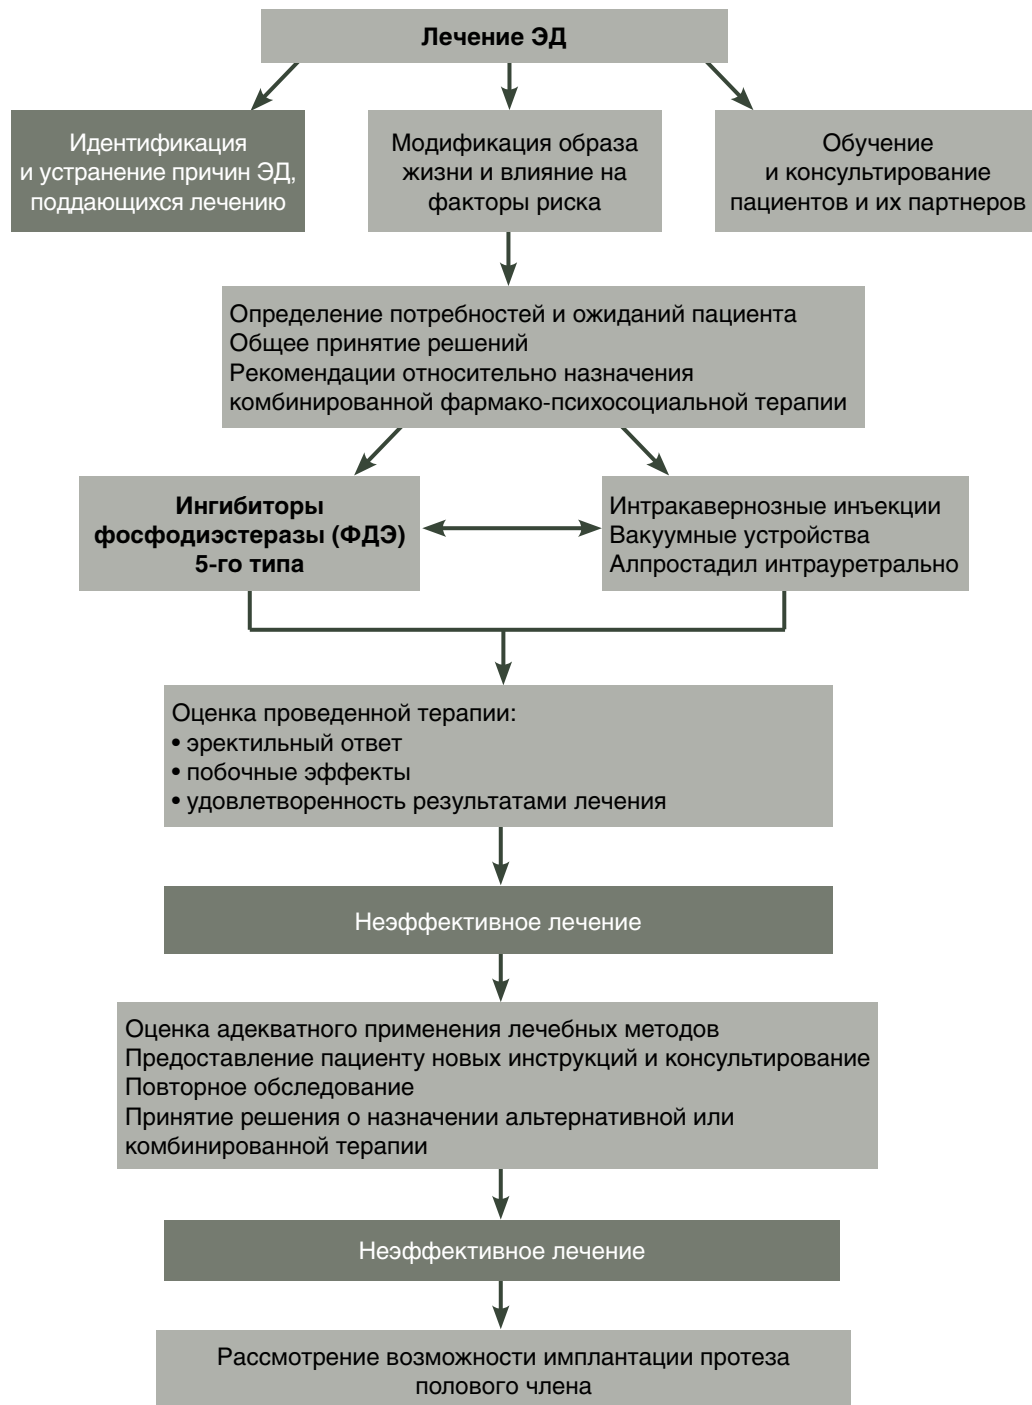 Лечение ЭД
Идентификация
и устранение причин ЭД,
поддающихся лечению
Модификация образа
жизни и влияние на
факторы риска
Обучение
и консультирование
пациентов и их партнеров
Определение потребностей и ожиданий пациента
Общее принятие решений
Рекомендации относительно назначения
комбинированной фармако-психосоциальной терапии
Ингибиторы
фосфодиэстеразы (ФДЭ)
5-го типа
Интракавернозные инъекции
Вакуумные устройства
Алпростадил интрауретрально
Оценка проведенной терапии:
• эректильный ответ
• побочные эффекты
• удовлетворенность результатами лечения
Неэффективное лечение
Оценка адекватного применения лечебных методов
Предоставление пациенту новых инструкций и консультирование
Повторное обследование
Принятие решения о назначении альтернативной или
комбинированной терапии
Неэффективное лечение
Рассмотрение возможности имплантации протеза
полового члена